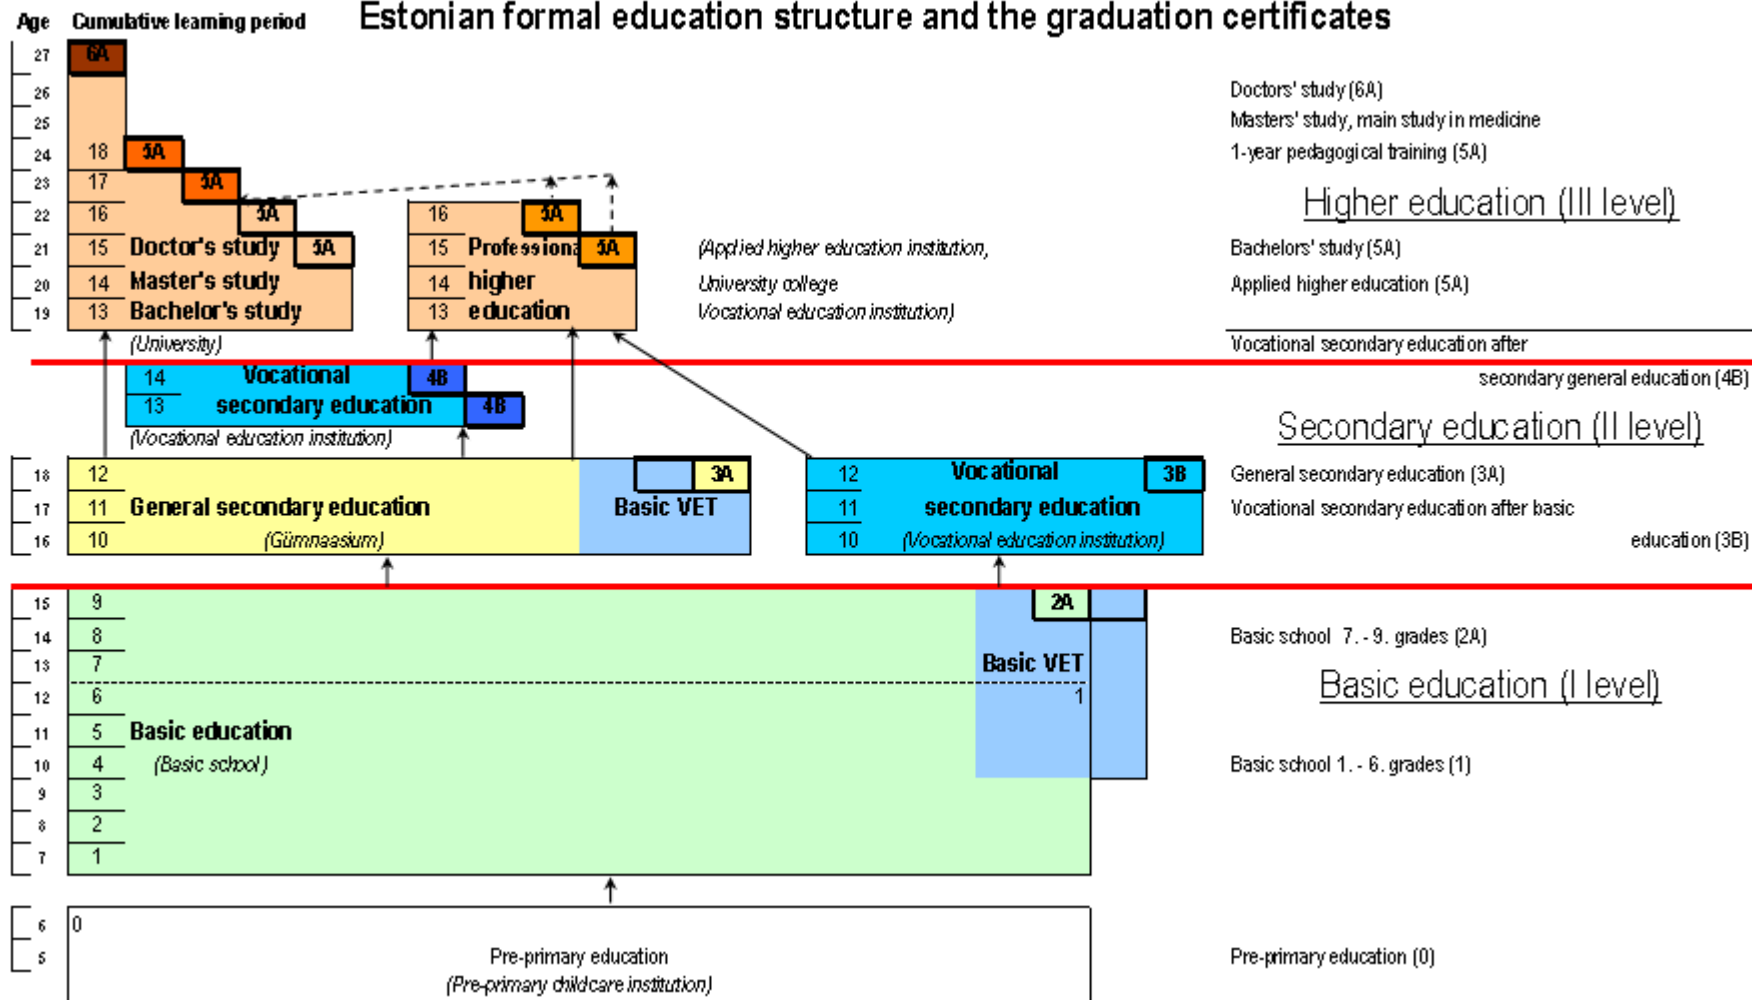 Estonian formal education structure and the graduation certificates
Age Cumulative learning period
27 6A
26 Doctors' study (6A)
25 Masters' study, main study in medicine
24 18 5A 1-year pedagogical training (5A)
23 17 5A
Higher education (III level)
22 16 5A 16 5A
21 15 Doctor's study 5A 15 Professiona 5A (Applied higher education institution, Bachelors' study (5A)
20 14 Master's study 14 higher University college Applied higher education (5A)
19 13 Bachelor's study 13 education Vocational education institution)
(University) Vocational secondary education after
14 Vocational 4B secondary general education (4B)
13 secondary education 4B
(Vocational education institution)
Secondary education (II level)
18 12 3A 12 Vocational 3B General secondary education (3A)
17 11 General secondary education Basic VET 11 secondary education Vocational secondary education after basic
16 10 (Gümnaasium) 10 (Vocational education institution) education (3B)
15 9 2A
14 8 Basic school 7. - 9. grades (2A)
13 7 Basic VET
Basic education (I level)
12 6 1
11 5 Basic education
10 4 (Basic school) Basic school 1. - 6. grades (1)
9 3
8 2
7 1
6 0
5 Pre-primary education Pre-primary education (0)
(Pre-primary childcare institution)